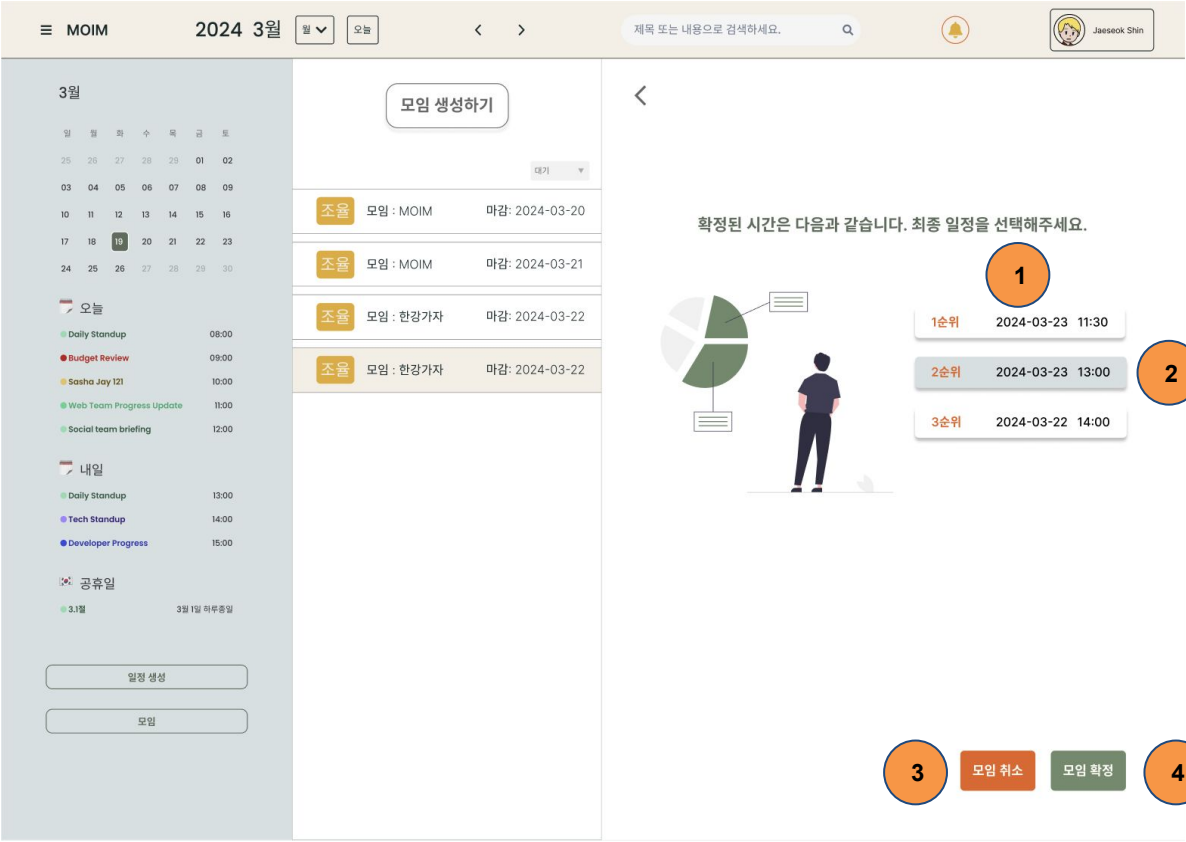 ☰ MOIM 2024 3월 월 오늘 < > 제목 또는 내용으로 검색하세요. Jaeseok Shin
3월
일 월 화 수 목 금 토
25 26 27 28 29 01 02
03 04 05 06 07 08 09
10 11 12 13 14 15 16
17 18 19 20 21 22 23
24 25 26 27 28 29 30
오늘
Daily Standup 08:00
Budget Review 09:00
Sasha Jay 121 10:00
Web Team Progress Update 11:00
Social team briefing 12:00
내일
Daily Standup 13:00
Tech Standup 14:00
Developer Progress 15:00
공휴일
3.1절 3월 1일 하루종일
일정 생성
모임
모임 생성하기
대기 ▼
조율 모임 : MOIM 마감: 2024-03-20
조율 모임 : MOIM 마감: 2024-03-21
조율 모임 : 한강가자 마감: 2024-03-22
조율 모임 : 한강가자 마감: 2024-03-22
확정된 시간은 다음과 같습니다. 최종 일정을 선택해주세요.
1
1순위 2024-03-23 11:30
2순위 2024-03-23 13:00 2
3순위 2024-03-22 14:00
3 모임 취소 모임 확정 4